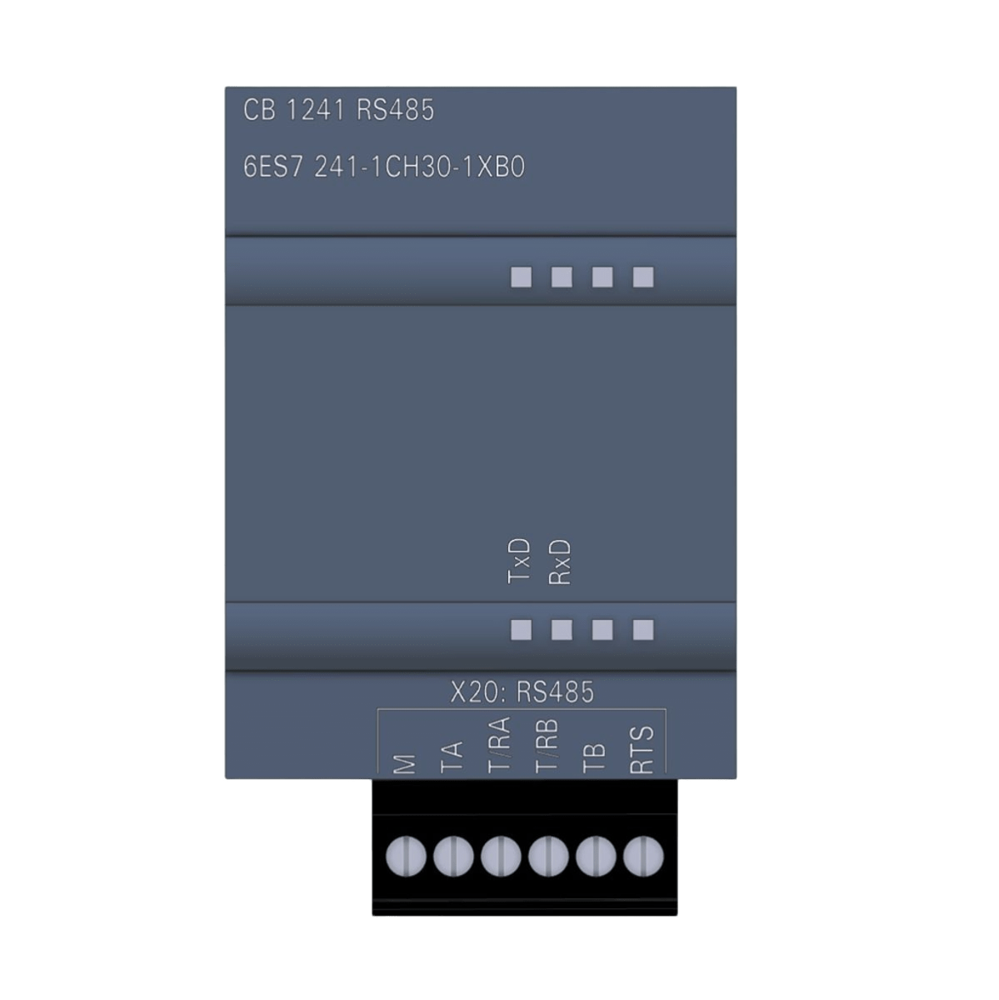 CB 1241 RS485
6ES7 241-1CH30-1XB0
TxD RxD
X20: RS485
M TA T/RA T/RB TB RTS